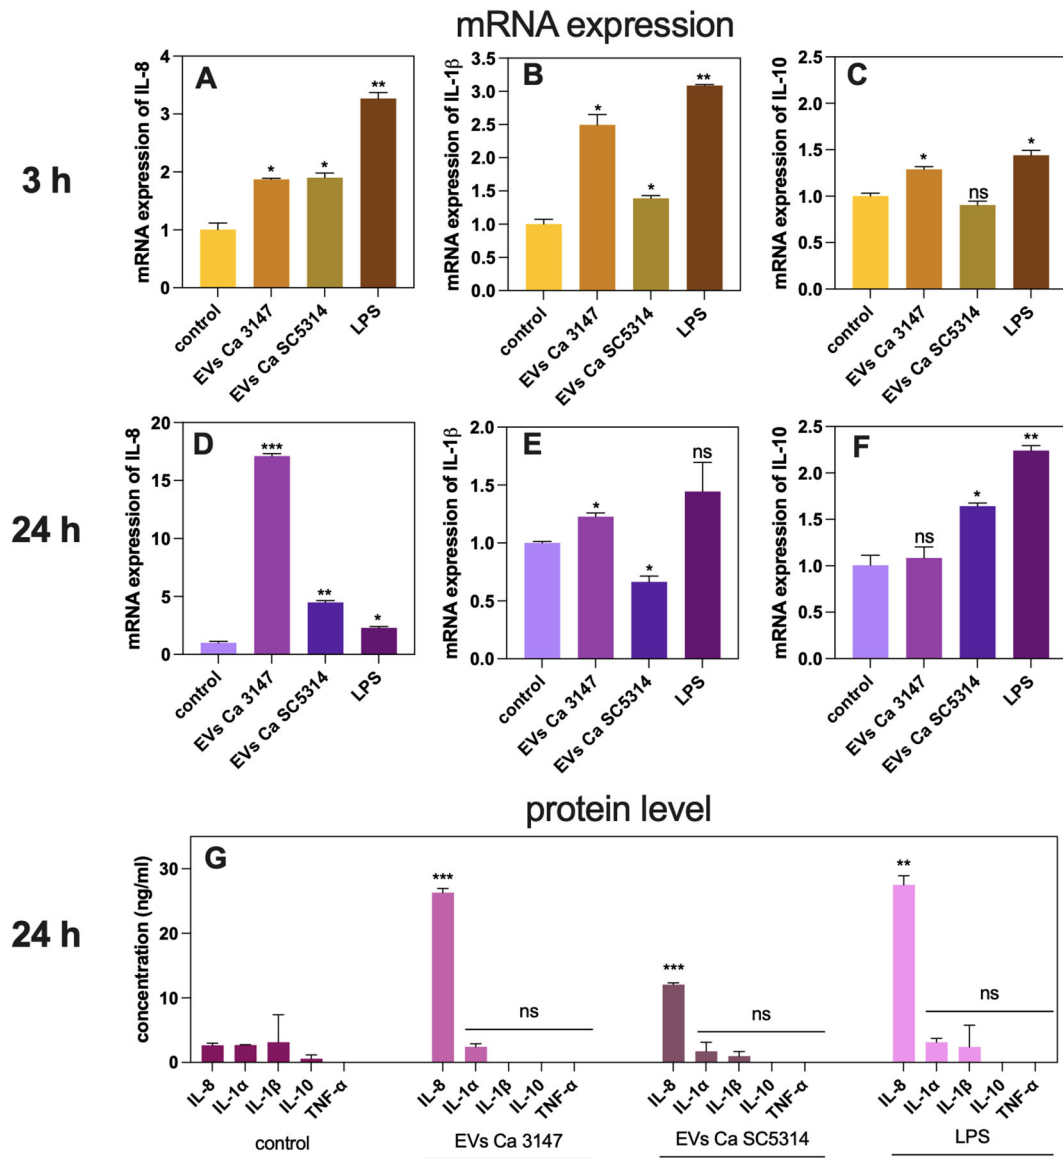 mRNA expression
3 h
A
mRNA expression of IL-8
4
3
2
1
0
*
*
**
control
EVs Ca 3147
EVs Ca SC5314
LPS
B
mRNA expression of IL-1β
3.5
3.0
2.5
2.0
1.5
1.0
0.5
0.0
*
*
**
control
EVs Ca 3147
EVs Ca SC5314
LPS
C
mRNA expression of IL-10
2.5
2.0
1.5
1.0
0.5
0.0
*
ns
*
control
EVs Ca 3147
EVs Ca SC5314
LPS
24 h
D
mRNA expression of IL-8
20
15
10
5
0
***
**
*
control
EVs Ca 3147
EVs Ca SC5314
LPS
E
mRNA expression of IL-1β
2.0
1.5
1.0
0.5
0.0
*
*
ns
control
EVs Ca 3147
EVs Ca SC5314
LPS
F
mRNA expression of IL-10
2.5
2.0
1.5
1.0
0.5
0.0
ns
*
**
control
EVs Ca 3147
EVs Ca SC5314
LPS
protein level
24 h
G
concentration (ng/ml)
30
20
10
0
***
ns
***
ns
**
ns
IL-8
IL-1α
IL-1β
IL-10
TNF-α
control
IL-8
IL-1α
IL-1β
IL-10
TNF-α
EVs Ca 3147
IL-8
IL-1α
IL-1β
IL-10
TNF-α
EVs Ca SC5314
IL-8
IL-1α
IL-1β
IL-10
TNF-α
LPS